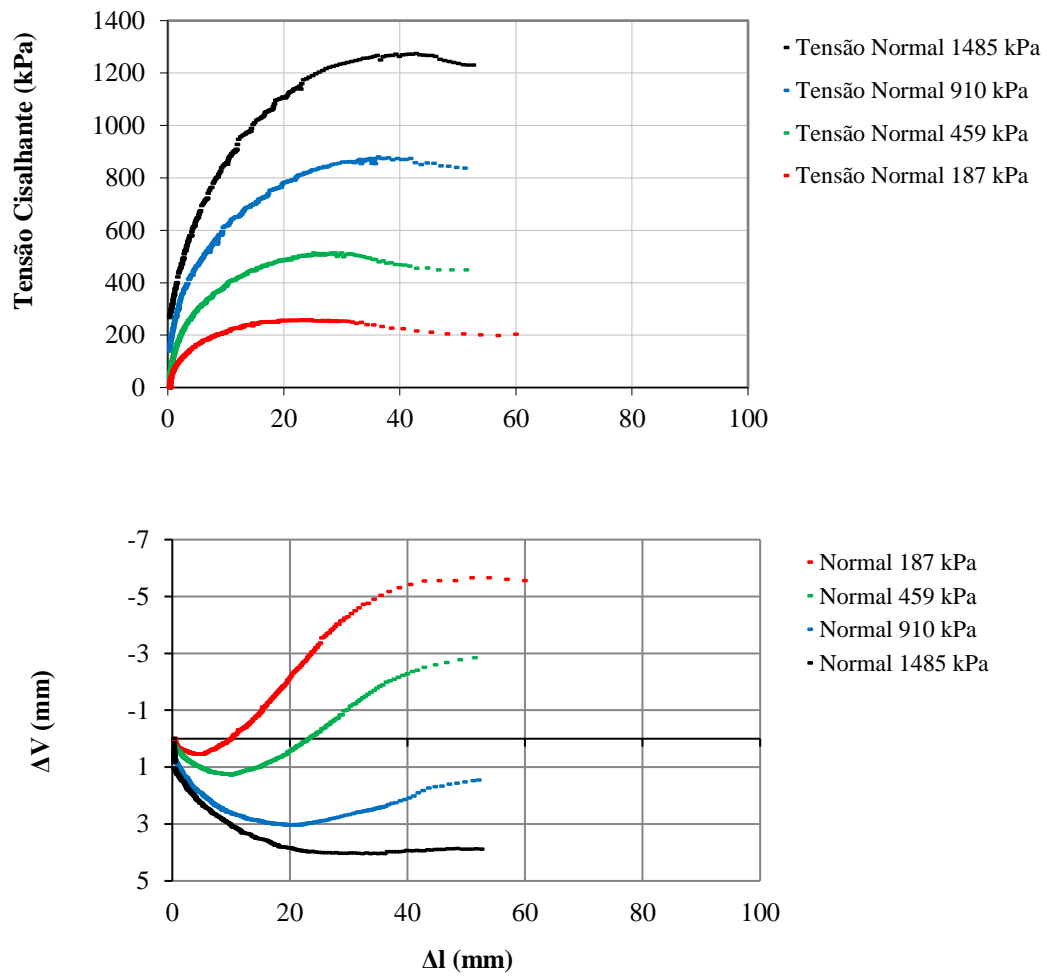 1400
1200
1000
800
600
400
200
0
Tensão Cisalhante (kPa)
0 20 40 60 80 100
Tensão Normal 1485 kPa
Tensão Normal 910 kPa
Tensão Normal 459 kPa
Tensão Normal 187 kPa
-7
-5
-3
-1
1
3
5
ΔV (mm)
0 20 40 60 80 100
Δl (mm)
Normal 187 kPa
Normal 459 kPa
Normal 910 kPa
Normal 1485 kPa